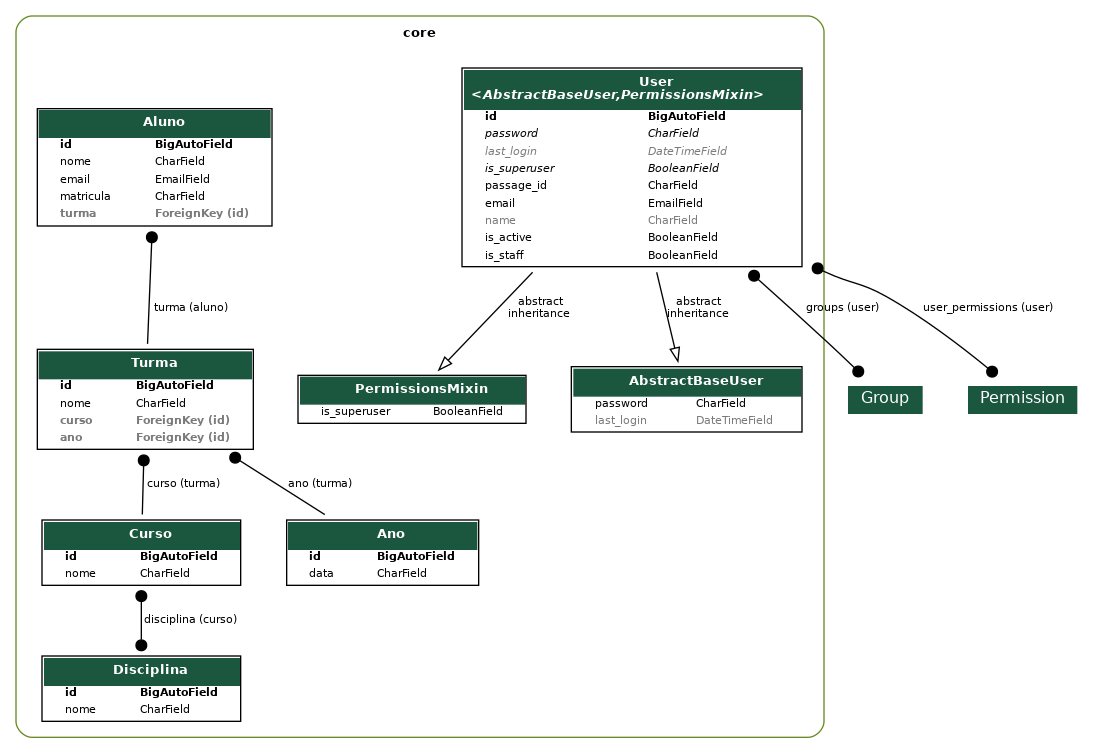 core
Aluno
id BigAutoField
nome CharField
email EmailField
matricula CharField
turma ForeignKey (id)
User
<AbstractBaseUser,PermissionsMixin>
id BigAutoField
password CharField
last_login DateTimeField
is_superuser BooleanField
passage_id CharField
email EmailField
name CharField
is_active BooleanField
is_staff BooleanField
turma (aluno)
abstract
inheritance
abstract
inheritance
groups (user)
user_permissions (user)
Turma
id BigAutoField
nome CharField
curso ForeignKey (id)
ano ForeignKey (id)
PermissionsMixin
is_superuser BooleanField
AbstractBaseUser
password CharField
last_login DateTimeField
Group
Permission
curso (turma)
ano (turma)
Curso
id BigAutoField
nome CharField
Ano
id BigAutoField
data CharField
disciplina (curso)
Disciplina
id BigAutoField
nome CharField